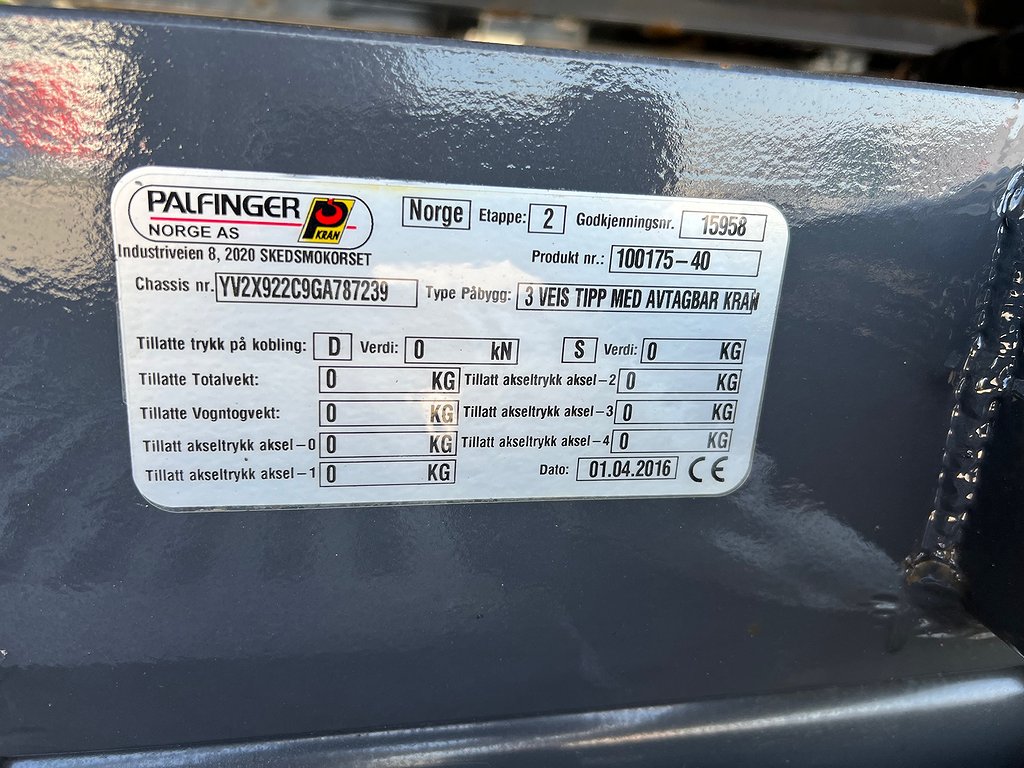 PALFINGER
NORGE AS
KRAN
Norge Etappe: 2 Godkjenningsnr. 15958
Industriveien 8, 2020 SKEDSMOKORSET
Produkt nr.: 100175-40
Chassis nr. YV2X922C9GA787239 Type Påbygg: 3 VEIS TIPP MED AVTAGBAR KRAN
Tillatte trykk på kobling: D Verdi: 0 kN S Verdi: 0 KG
Tillatte Totalvekt: 0 KG Tillatt akseltrykk aksel-2 0 KG
Tillatte Vogntogvekt: 0 KG Tillatt akseltrykk aksel-3 0 KG
Tillatt akseltrykk aksel-0 0 KG Tillatt akseltrykk aksel-4 0 KG
Tillatt akseltrykk aksel-1 0 KG Dato: 01.04.2016 CE